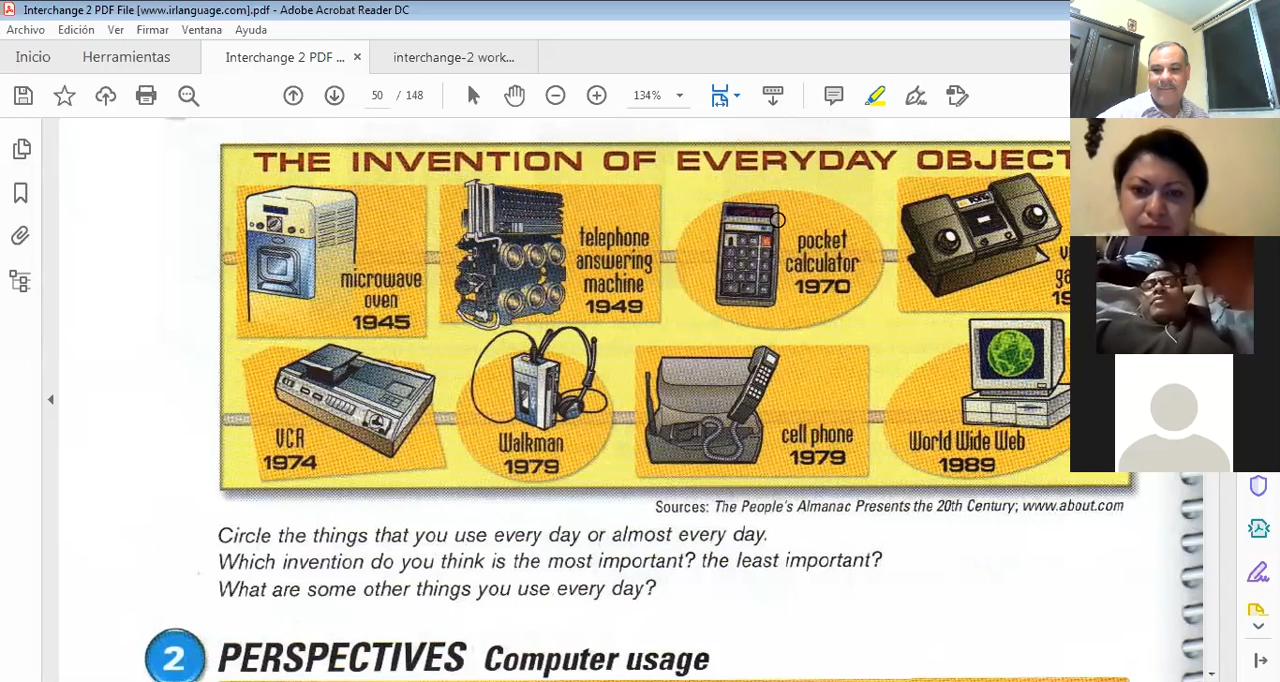 Interchange 2 PDF File [www.irlanguage.com].pdf - Adobe Acrobat Reader DC
Archivo Edición Ver Firmar Ventana Ayuda
Inicio Herramientas Interchange 2 PDF ... × interchange-2 work...
50 / 148 134%
THE INVENTION OF EVERYDAY OBJECT
microwave
oven
1945
telephone
answering
machine
1949
pocket
calculator
1970
VCR
1974
Walkman
1979
cell phone
1979
World Wide Web
1989
Sources: The People's Almanac Presents the 20th Century; www.about.com
Circle the things that you use every day or almost every day.
Which invention do you think is the most important? the least important?
What are some other things you use every day?
2 PERSPECTIVES Computer usage